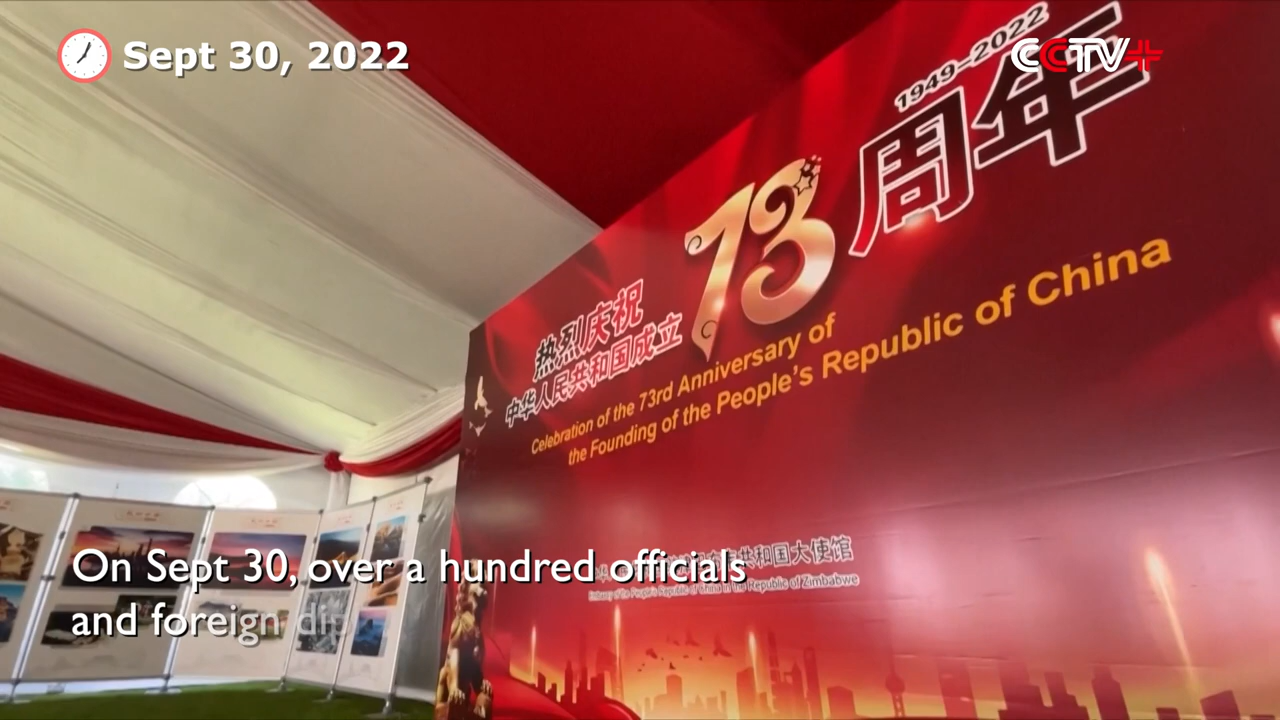 Sept 30, 2022
CCTV+
1949-2022
73周年
热烈庆祝
中华人民共和国成立
Celebration of the 73rd Anniversary of
the Founding of the People's Republic of China
共和国大使馆
Embassy of the People's Republic of China in the Republic of Zimbabwe
On Sept 30, over a hundred officials
and foreign dip